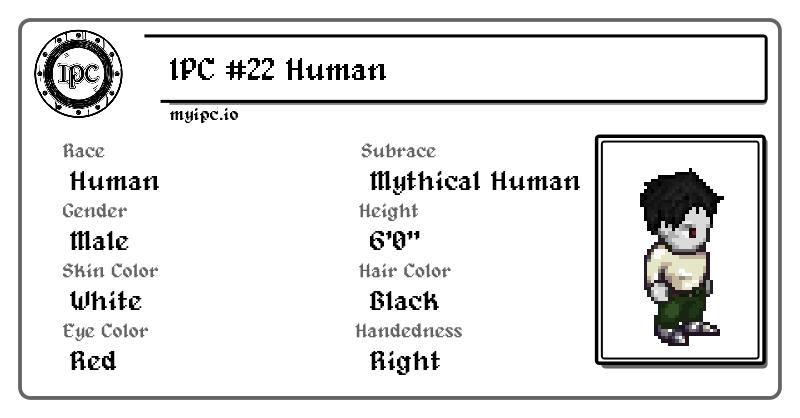 IPC
IPC #22 Human
myipc.io
Race
Human
Subrace
Mythical Human
Gender
Male
Height
6'0"
Skin Color
White
Hair Color
Black
Eye Color
Red
Handedness
Right